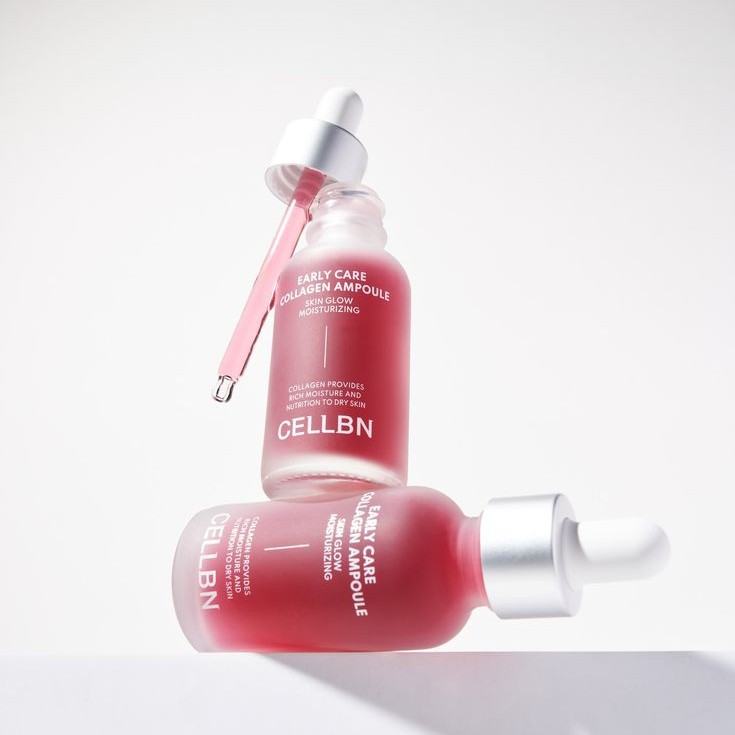 EARLY CARE
COLLAGEN AMPOULE
SKIN GLOW
MOISTURIZING
COLLAGEN PROVIDES
RICH MOISTURE AND
NUTRITION TO DRY SKIN
CELLBN
EARLY CARE
COLLAGEN AMPOULE
SKIN GLOW
MOISTURIZING
COLLAGEN PROVIDES
RICH MOISTURE AND
NUTRITION TO DRY SKIN
CELLBN